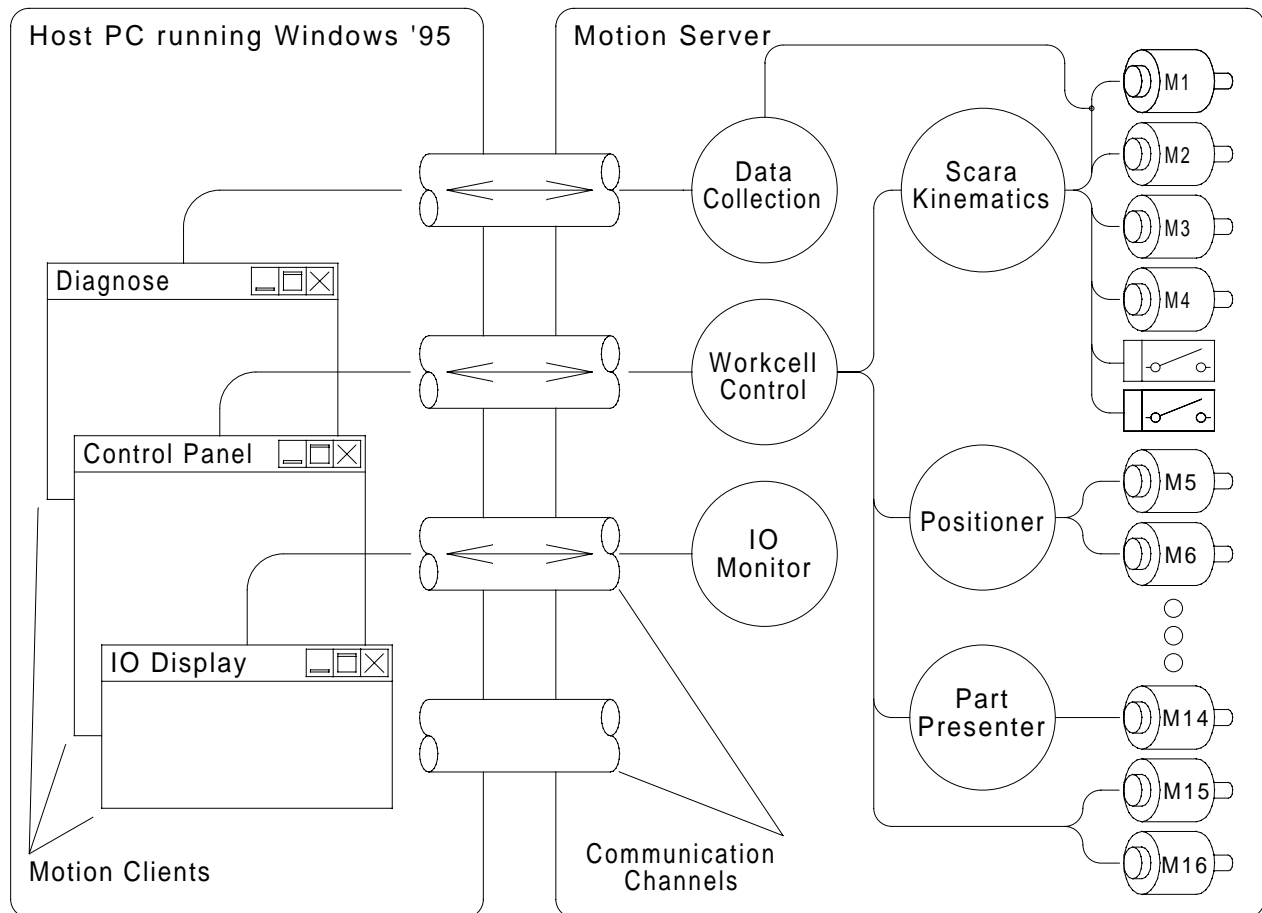 Host PC running Windows '95
Motion Server
M1
M2
M3
M4
Data
Collection
Scara
Kinematics
Diagnose
Workcell
Control
Control Panel
M5
Positioner
M6
IO
Monitor
IO Display
Part
Presenter
M14
M15
M16
Motion Clients
Communication
Channels